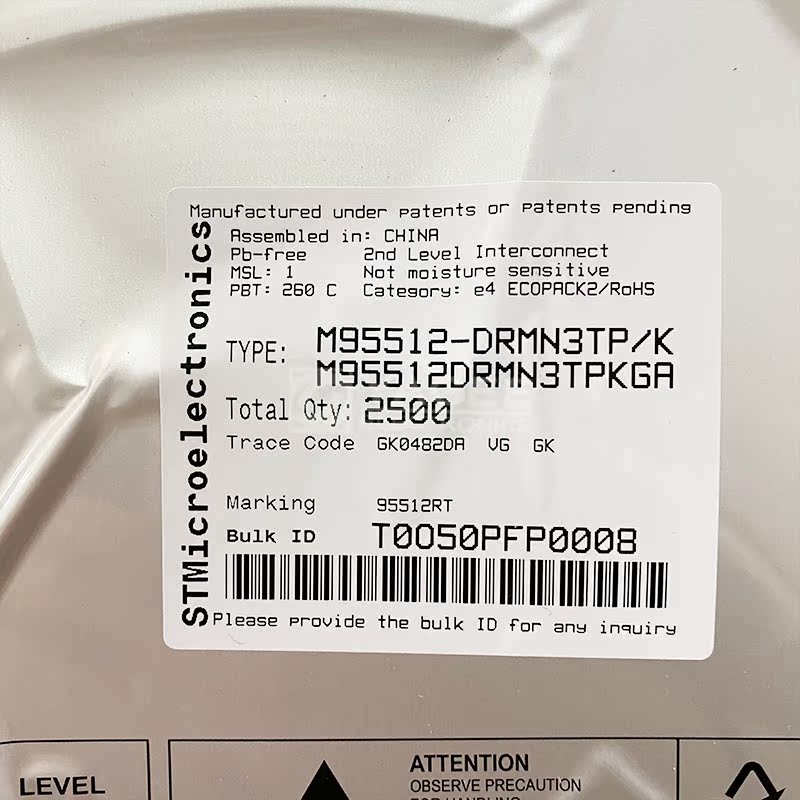 Manufactured under patents or patents pending
STMicroelectronics
Assembled in: CHINA
Pb-free 2nd Level Interconnect
MSL: 1 Not moisture sensitive
PBT: 260 C Category: e4 ECOPACK2/RoHS
TYPE: M95512-DRMN3TP/K
M95512DRMN3TPKGA
Total Qty: 2500
Trace Code GK0482DA VG GK
Marking 95512RT
Bulk ID T0O50PFP0008
Please provide the bulk ID for any inquiry
LEVEL
ATTENTION
OBSERVE PRECAUTION